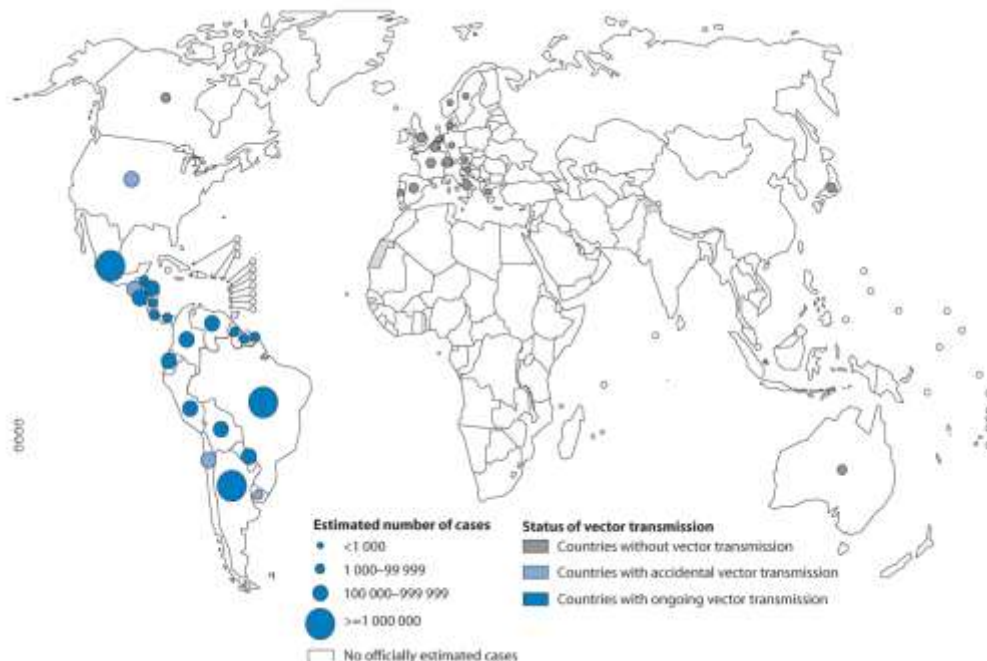 Estimated number of cases
<1 000
1 000–99 999
100 000–999 999
>=1 000 000
No officially estimated cases
Status of vector transmission
Countries without vector transmission
Countries with accidental vector transmission
Countries with ongoing vector transmission